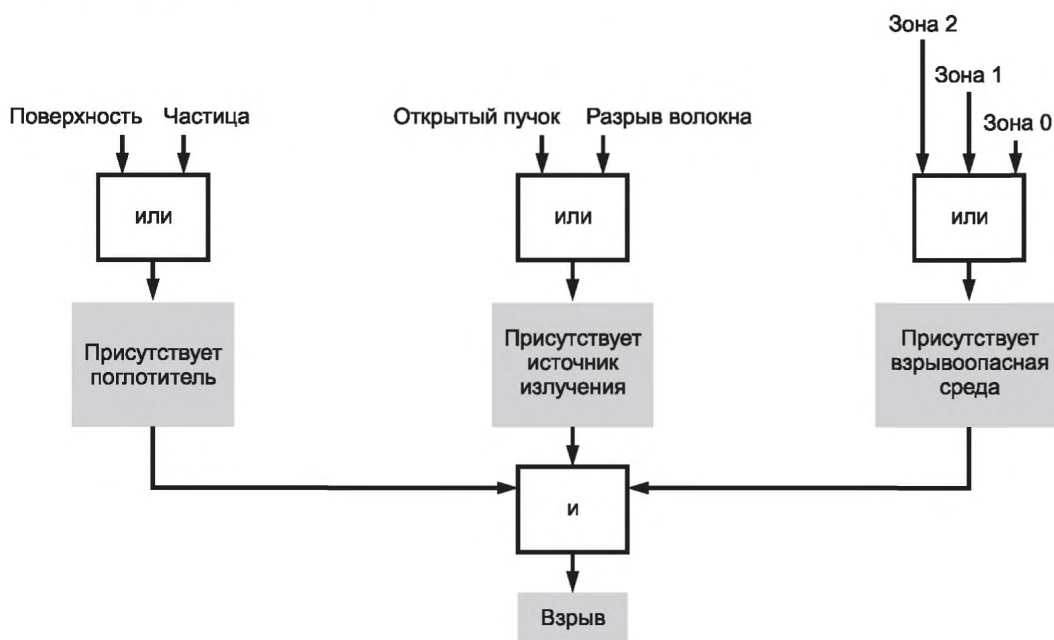 Зона 2
Зона 1
Поверхность Частица
Открытый пучок Разрыв волокна
Зона 0
или
или
или
Присутствует
поглотитель
Присутствует
источник
излучения
Присутствует
взрывоопасная
среда
и
Взрыв